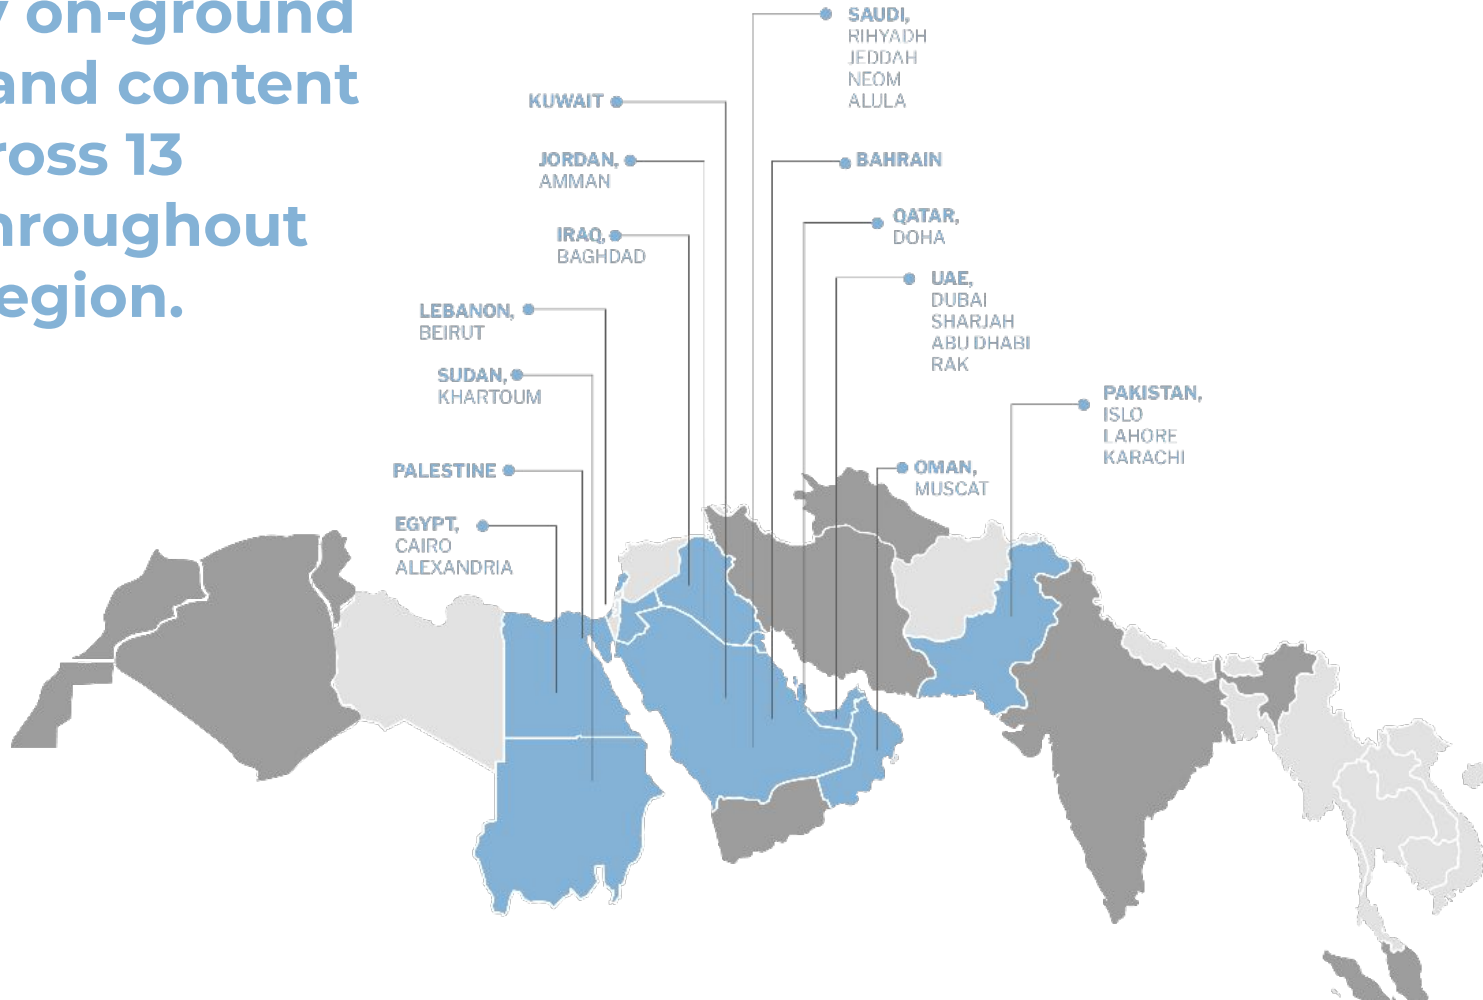 y on-ground
and content
ross 13
hroughout
egion.
SAUDI,
RIHYADH
JEDDAH
NEOM
ALULA
KUWAIT
JORDAN,
AMMAN
BAHRAIN
IRAQ,
BAGHDAD
QATAR,
DOHA
UAE,
DUBAI
SHARJAH
ABU DHABI
RAK
LEBANON,
BEIRUT
SUDAN,
KHARTOUM
PAKISTAN,
ISLO
LAHORE
KARACHI
PALESTINE
OMAN,
MUSCAT
EGYPT,
CAIRO
ALEXANDRIA